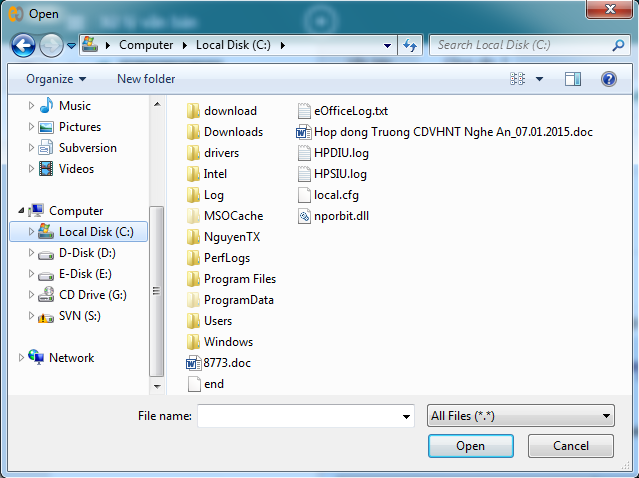 Open
Computer
Local Disk (C:)
Search Local Disk (C:)
Organize
New folder
Music
Pictures
Subversion
Videos
Computer
Local Disk (C:)
D-Disk (D:)
E-Disk (E:)
CD Drive (G:)
SVN (S:)
Network
download
Downloads
drivers
Intel
Log
MSOCache
NguyenTX
PerfLogs
Program Files
ProgramData
Users
Windows
8773.doc
end
eOfficeLog.txt
Hop dong Truong CDVHNT Nghe An_07.01.2015.doc
HPDIU.log
HPSIU.log
local.cfg
nporbit.dll
File name:
All Files (*.*)
Open
Cancel